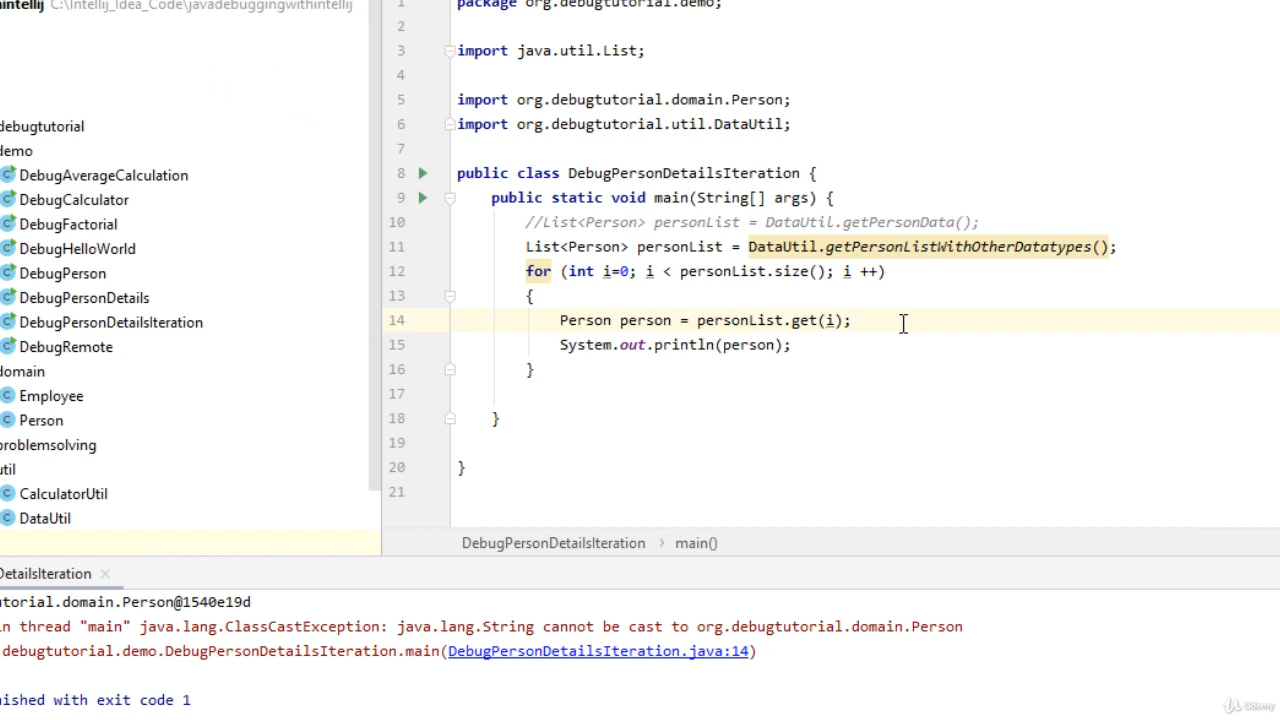 intellij C:\Intellij_Idea_Code\javadebuggingwithintellij
debugtutorial
demo
DebugAverageCalculation
DebugCalculator
DebugFactorial
DebugHelloWorld
DebugPerson
DebugPersonDetails
DebugPersonDetailsIteration
DebugRemote
domain
Employee
Person
problemsolving
util
CalculatorUtil
DataUtil
1 package org.debugtutorial.demo;
2
3 import java.util.List;
4
5 import org.debugtutorial.domain.Person;
6 import org.debugtutorial.util.DataUtil;
7
8 public class DebugPersonDetailsIteration {
9 public static void main(String[] args) {
10 //List<Person> personList = DataUtil.getPersonData();
11 List<Person> personList = DataUtil.getPersonListWithOtherDatatypes();
12 for (int i=0; i < personList.size(); i ++)
13 {
14 Person person = personList.get(i);
15 System.out.println(person);
16 }
17
18 }
19
20 }
21
DebugPersonDetailsIteration > main()
DetailsIteration ×
utorial.domain.Person@1540e19d
in thread "main" java.lang.ClassCastException: java.lang.String cannot be cast to org.debugtutorial.domain.Person
debugtutorial.demo.DebugPersonDetailsIteration.main(DebugPersonDetailsIteration.java:14)
nished with exit code 1
Udemy